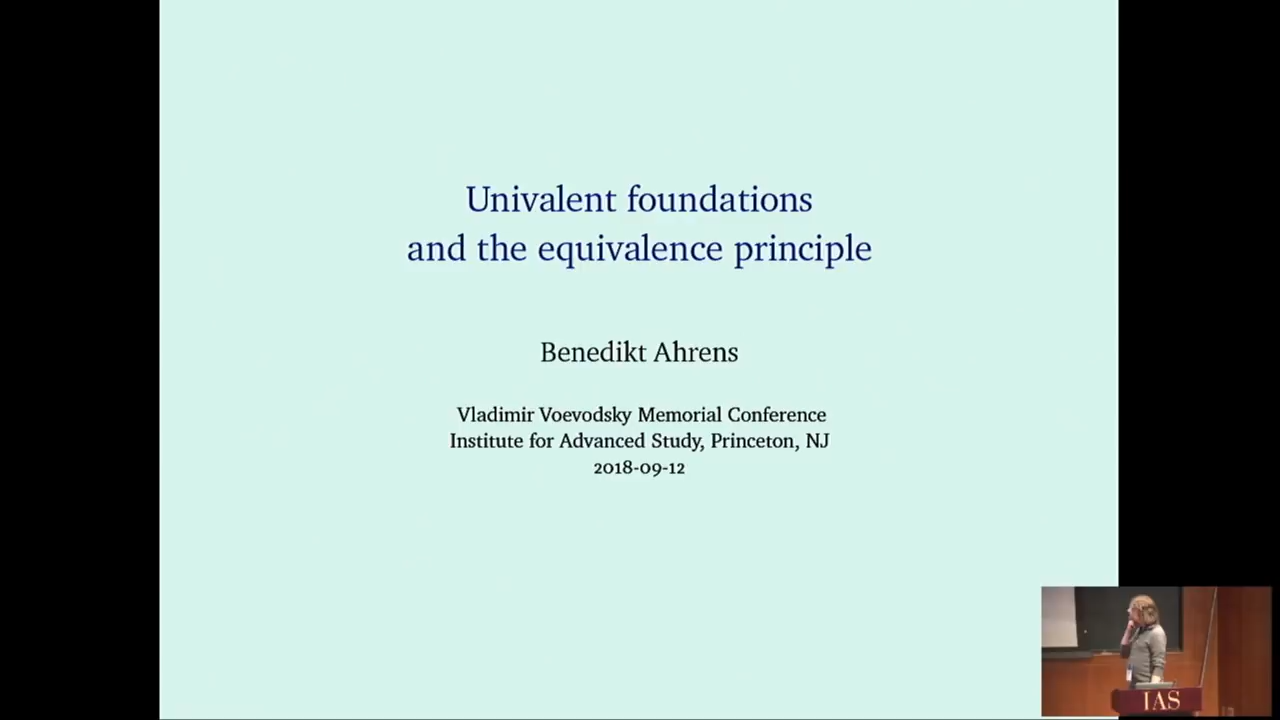 Univalent foundations
and the equivalence principle
Benedikt Ahrens
Vladimir Voevodsky Memorial Conference
Institute for Advanced Study, Princeton, NJ
2018-09-12
IAS